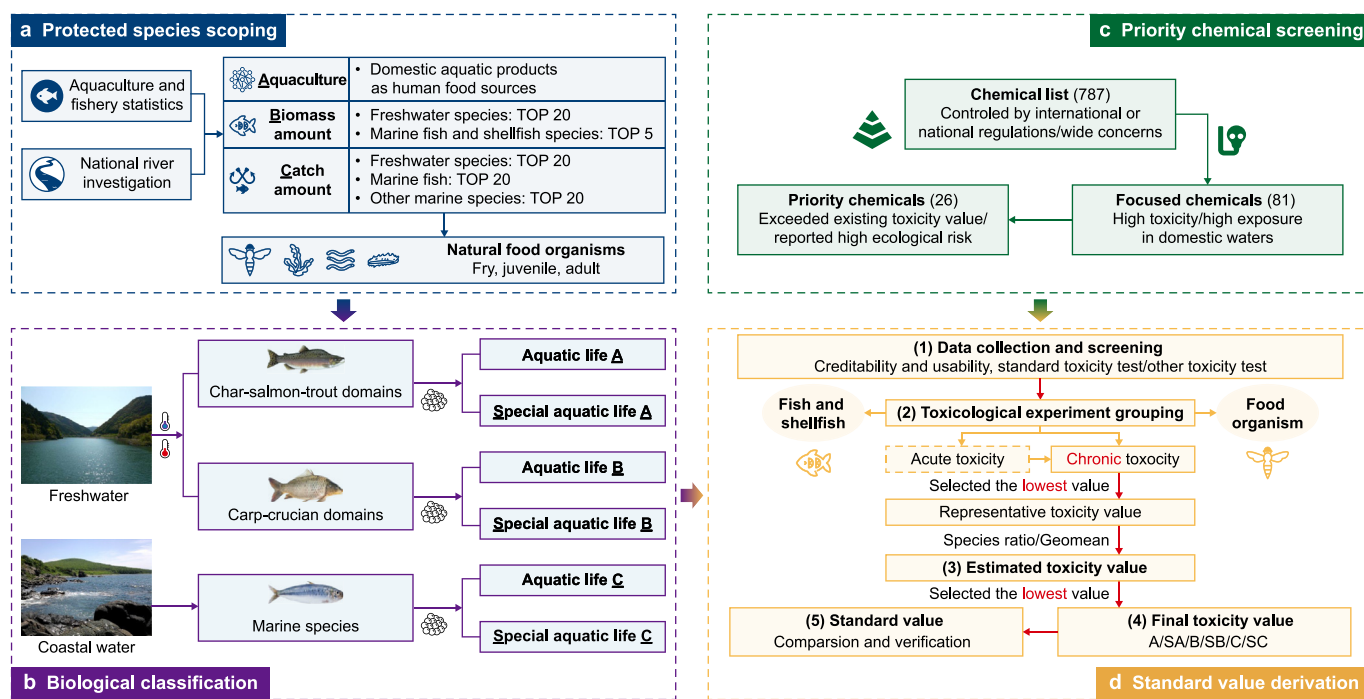 a Protected species scoping
Aquaculture and
fishery statistics
National river
investigation
Aquaculture
• Domestic aquatic products
as human food sources
Biomass
amount
• Freshwater species: TOP 20
• Marine fish and shellfish species: TOP 5
Catch
amount
• Freshwater species: TOP 20
• Marine fish: TOP 20
• Other marine species: TOP 20
Natural food organisms
Fry, juvenile, adult
c Priority chemical screening
Chemical list (787)
Controled by international or
national regulations/wide concerns
Priority chemicals (26)
Exceeded existing toxicity value/
reported high ecological risk
Focused chemicals (81)
High toxicity/high exposure
in domestic waters
Freshwater
Char-salmon-trout domains
Aquatic life A
Special aquatic life A
Carp-crucian domains
Aquatic life B
Special aquatic life B
Coastal water
Marine species
Aquatic life C
Special aquatic life C
b Biological classification
(1) Data collection and screening
Creditability and usability, standard toxicity test/other toxicity test
Fish and
shellfish
(2) Toxicological experiment grouping
Food
organism
Acute toxicity
Chronic toxocity
Selected the lowest value
Representative toxicity value
Species ratio/Geomean
(3) Estimated toxicity value
Selected the lowest value
(5) Standard value
Comparsion and verification
(4) Final toxicity value
A/SA/B/SB/C/SC
d Standard value derivation